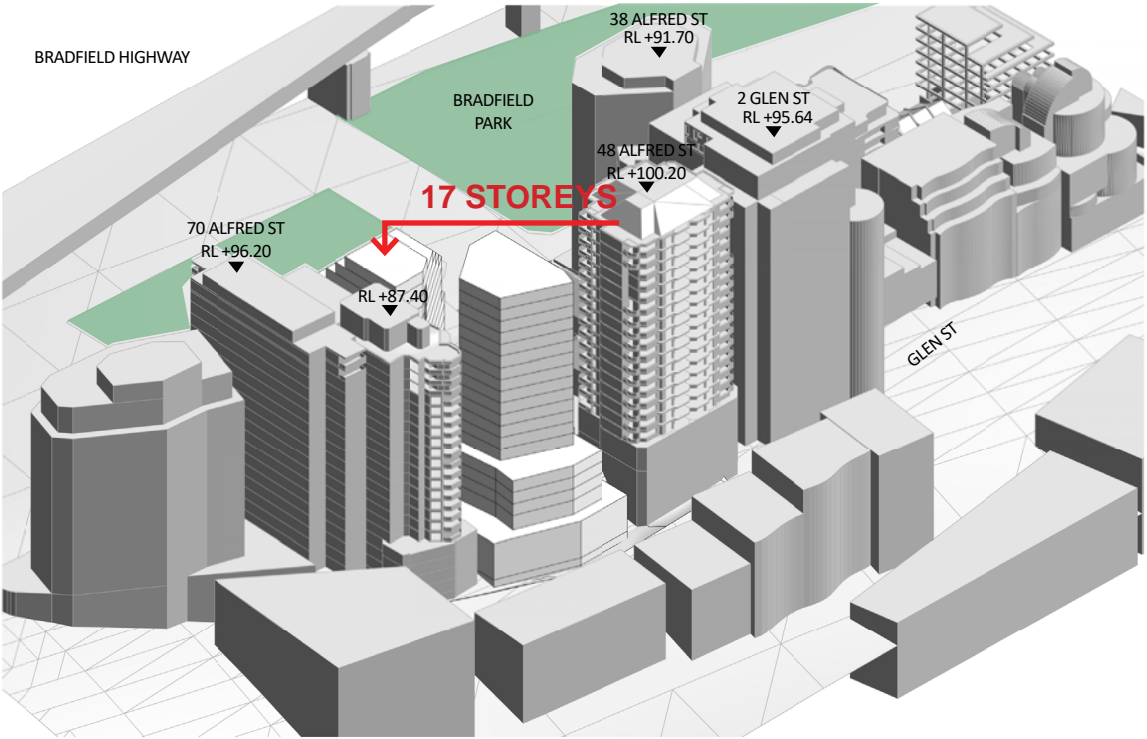 38 ALFRED ST
RL +91.70
BRADFIELD HIGHWAY
BRADFIELD
PARK
2 GLEN ST
RL +95.64
48 ALFRED ST
RL +100.20
17 STOREYS
70 ALFRED ST
RL +96.20
RL +87.40
GLEN ST